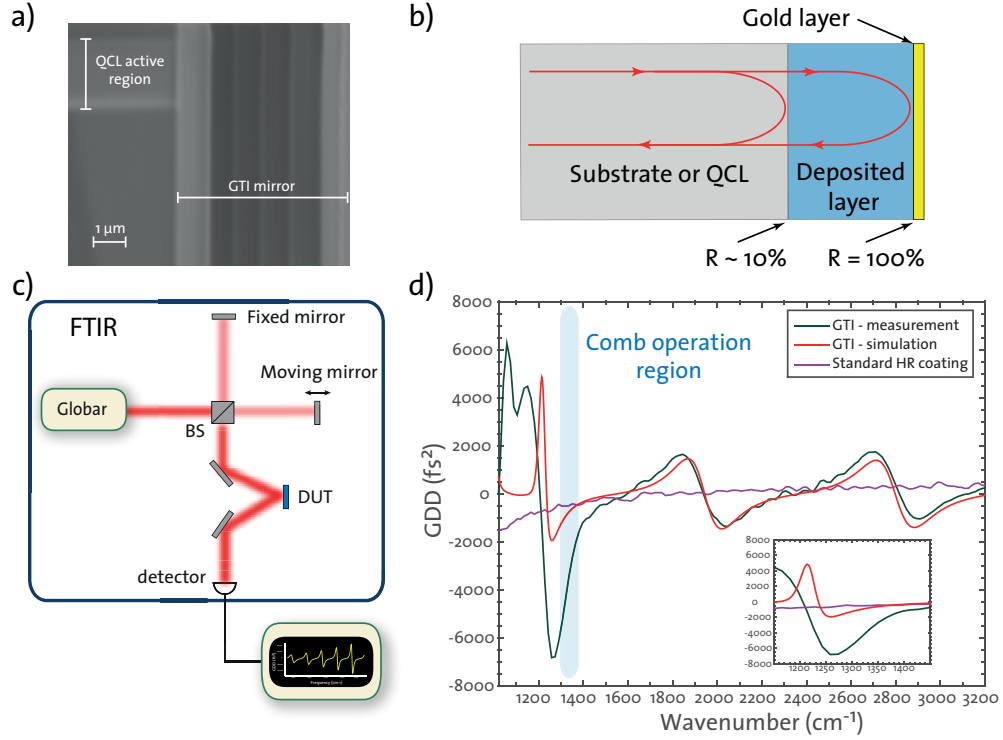 a)
QCL active
region
GTI mirror
1 µm
b)
Gold layer
Substrate or QCL
Deposited
layer
R ~ 10%
R = 100%
c)
FTIR
Fixed mirror
Moving mirror
Globar
BS
DUT
detector
Frequency [cm-1]
d)
GDD (fs²)
8000
6000
4000
2000
0
-2000
-4000
-6000
-8000
Comb operation
region
GTI - measurement
GTI - simulation
Standard HR coating
8000
6000
4000
2000
0
-2000
-4000
-6000
-8000
1200 1250 1300 1350 1400
1200 1400 1600 1800 2000 2200 2400 2600 2800 3000 3200
Wavenumber (cm⁻¹)